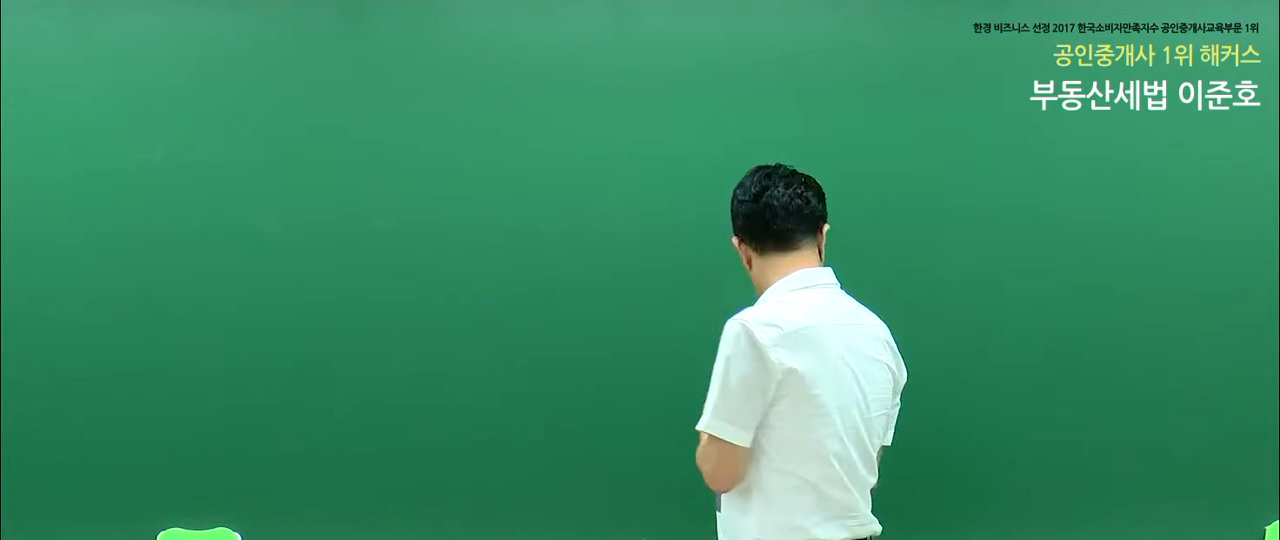 한경 비즈니스 선정 2017 한국소비자만족지수 공인중개사교육부문 1위
공인중개사 1위 해커스
부동산세법 이준호